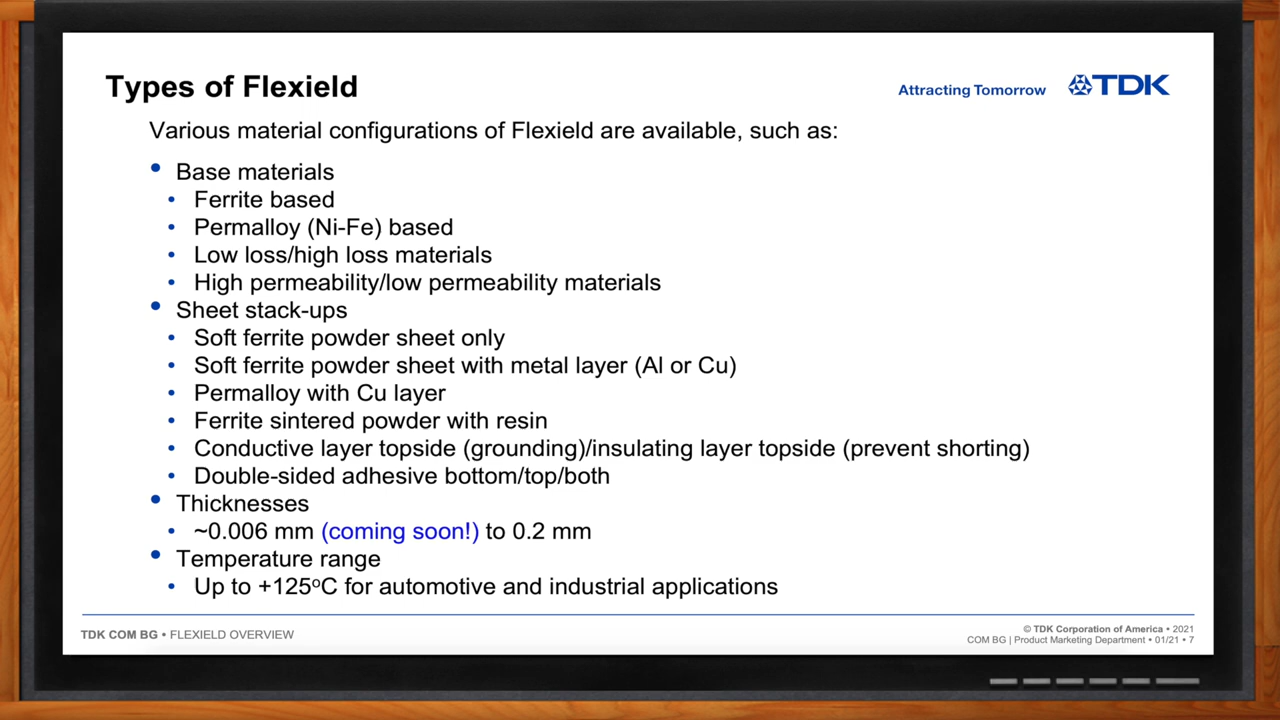 Types of Flexield
Attracting Tomorrow TDK
Various material configurations of Flexield are available, such as:
• Base materials
• Ferrite based
• Permalloy (Ni-Fe) based
• Low loss/high loss materials
• High permeability/low permeability materials
• Sheet stack-ups
• Soft ferrite powder sheet only
• Soft ferrite powder sheet with metal layer (Al or Cu)
• Permalloy with Cu layer
• Ferrite sintered powder with resin
• Conductive layer topside (grounding)/insulating layer topside (prevent shorting)
• Double-sided adhesive bottom/top/both
• Thicknesses
• ~0.006 mm (coming soon!) to 0.2 mm
• Temperature range
• Up to +125ºC for automotive and industrial applications
TDK COM BG • FLEXIELD OVERVIEW
© TDK Corporation of America • 2021
COM BG | Product Marketing Department • 01/21 • 7